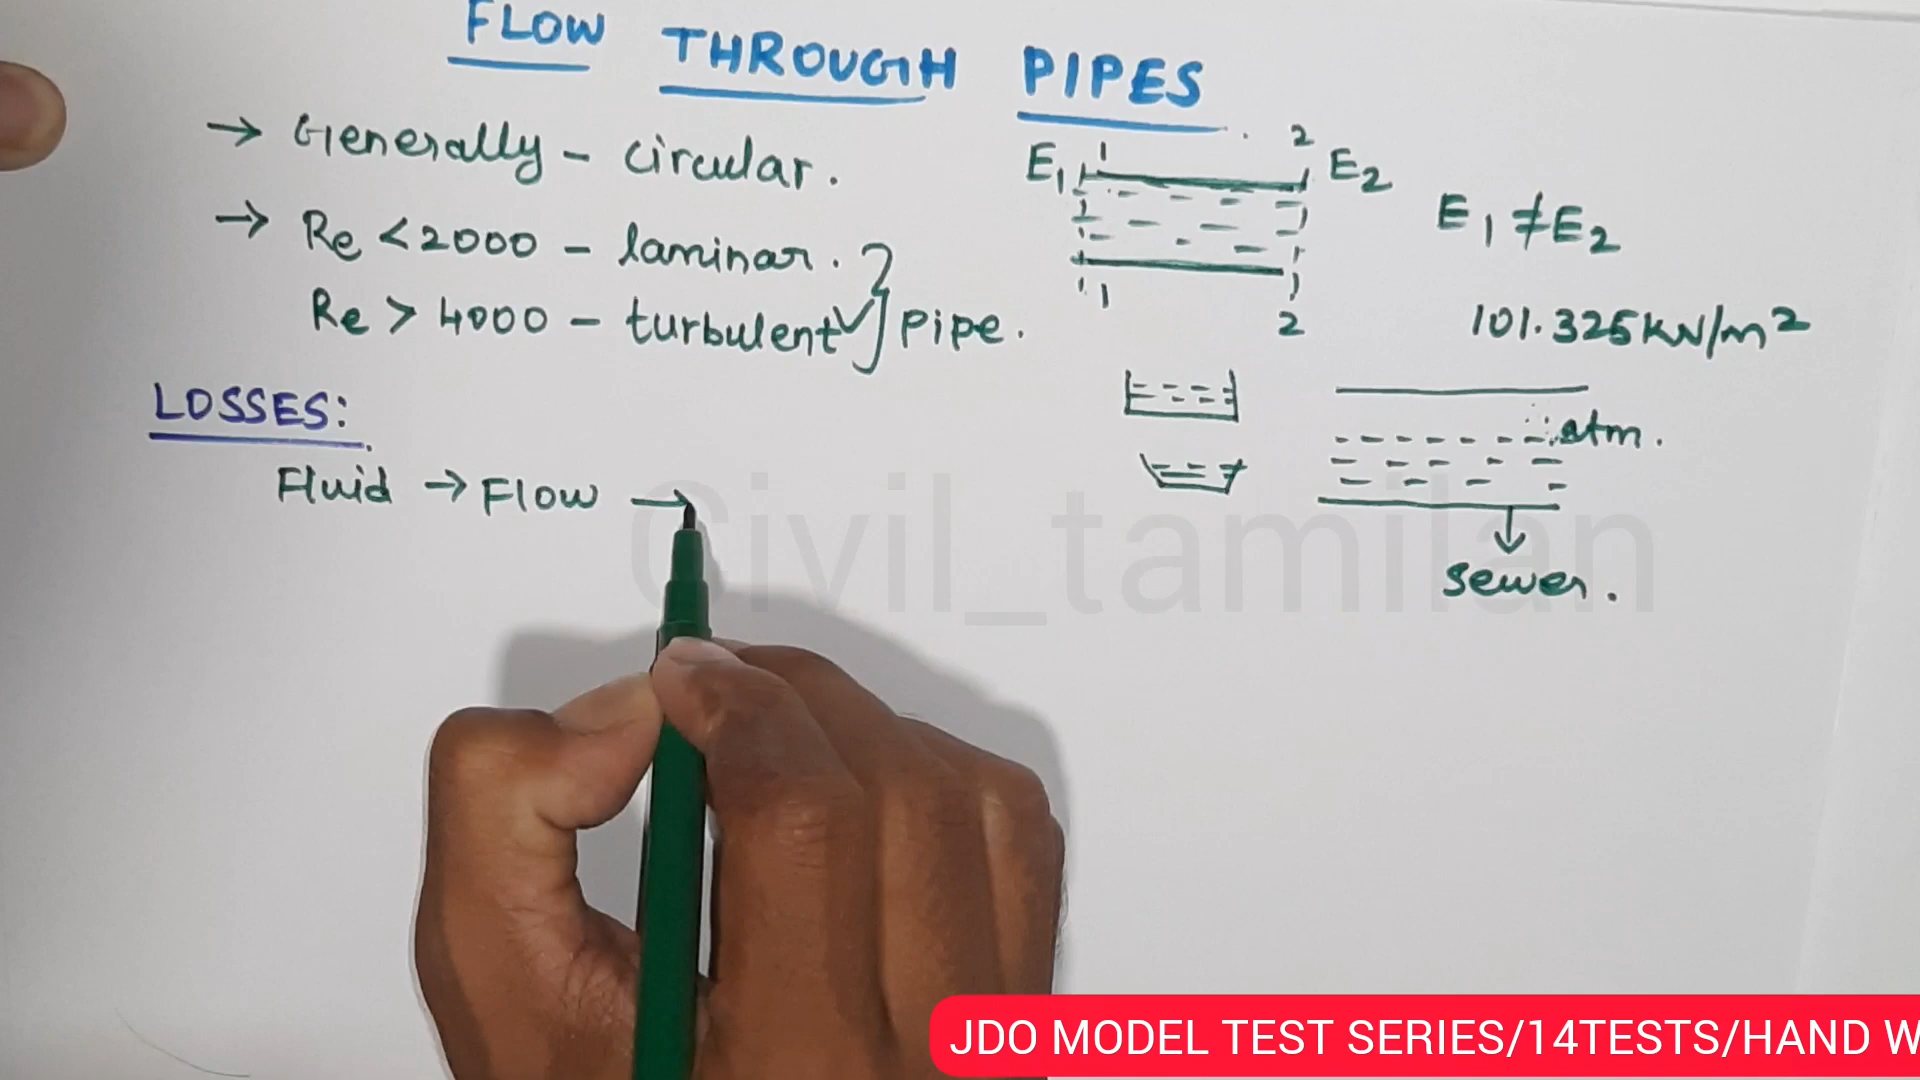 FLOW THROUGH PIPES
→ Generally - circular.
→ Re < 2000 - laminar.
Re > 4000 - turbulent ✓ } pipe.
LOSSES:
Fluid → Flow →
1 2
E1 E2
E1 ≠ E2
1 2
101.325 kN/m2
atm.
sewer.
Civil_tamilan
JDO MODEL TEST SERIES/14TESTS/HAND W